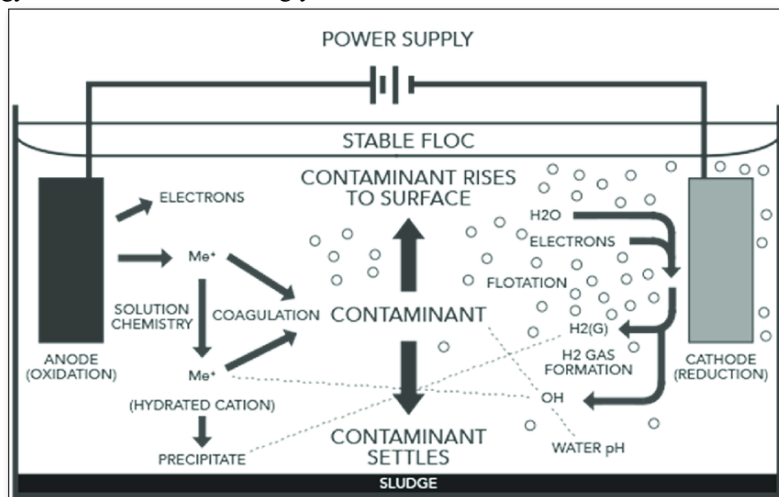 POWER SUPPLY
STABLE FLOC
CONTAMINANT RISES
TO SURFACE
ELECTRONS
Me⁺
SOLUTION
CHEMISTRY
COAGULATION
CONTAMINANT
ANODE
(OXIDATION)
Me⁺
(HYDRATED CATION)
PRECIPITATE
CONTAMINANT
SETTLES
H2O
ELECTRONS
FLOTATION
H2(G)
H2 GAS
FORMATION
OH
WATER pH
CATHODE
(REDUCTION)
SLUDGE